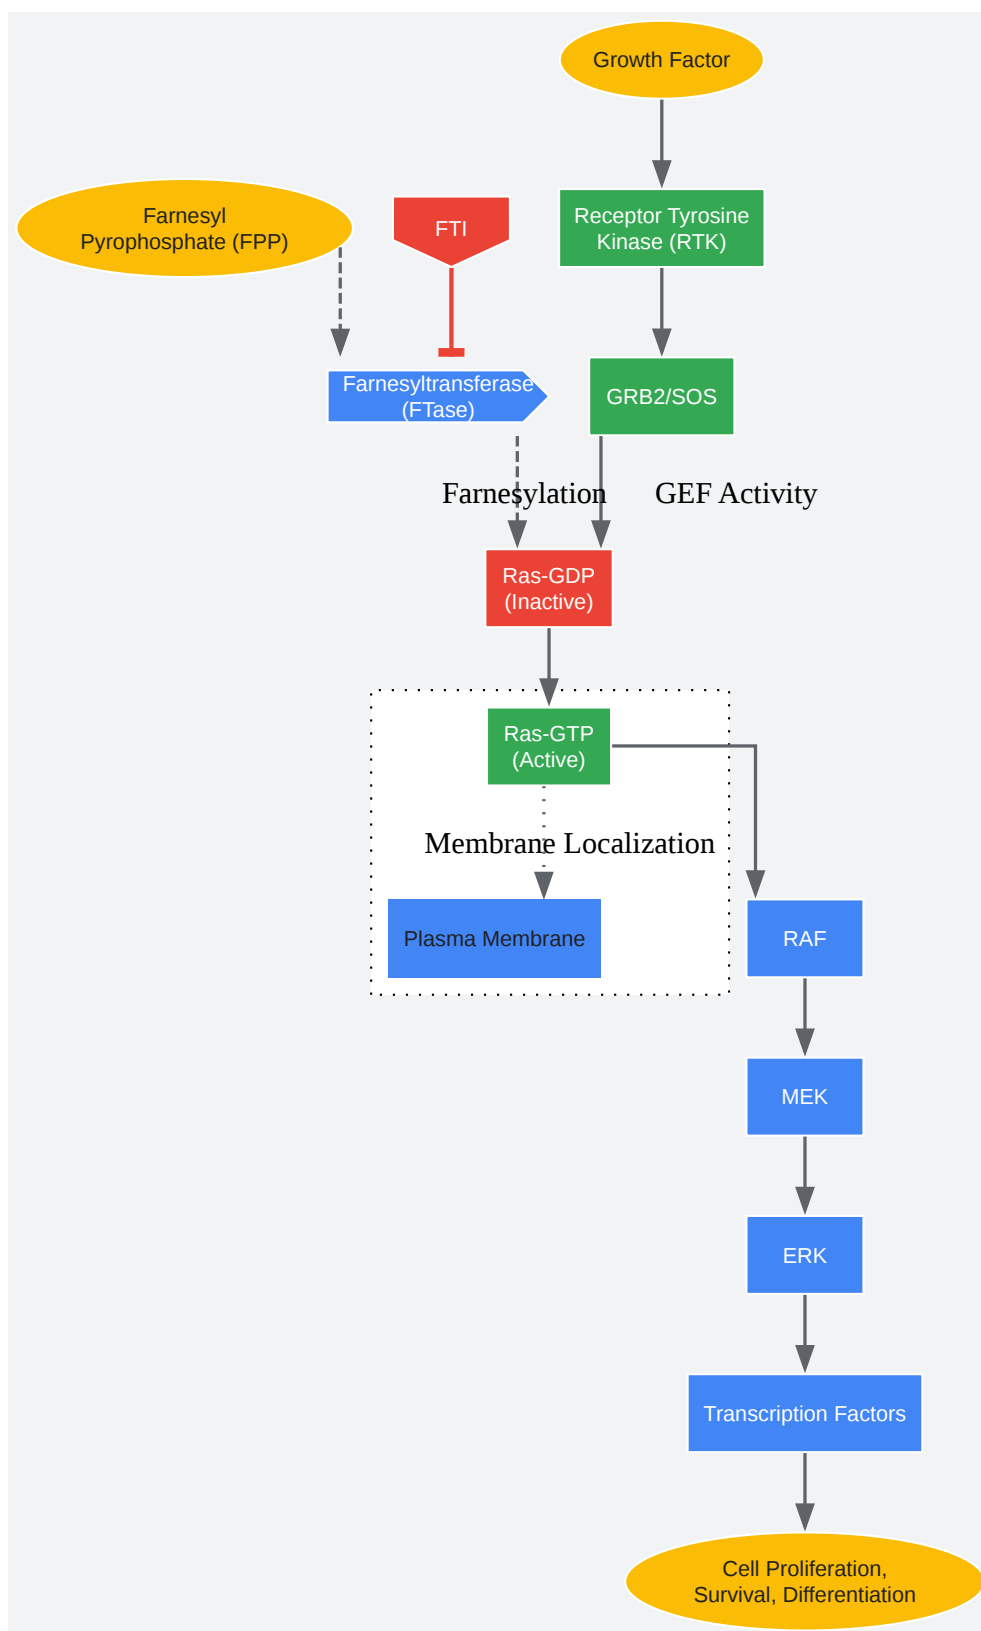 Growth Factor
Farnesyl
Pyrophosphate (FPP)
FTI
Receptor Tyrosine
Kinase (RTK)
Farnesyltransferase
(FTase)
GRB2/SOS
Farnesylation
GEF Activity
Ras-GDP
(Inactive)
Ras-GTP
(Active)
Membrane Localization
Plasma Membrane
RAF
MEK
ERK
Transcription Factors
Cell Proliferation,
Survival, Differentiation